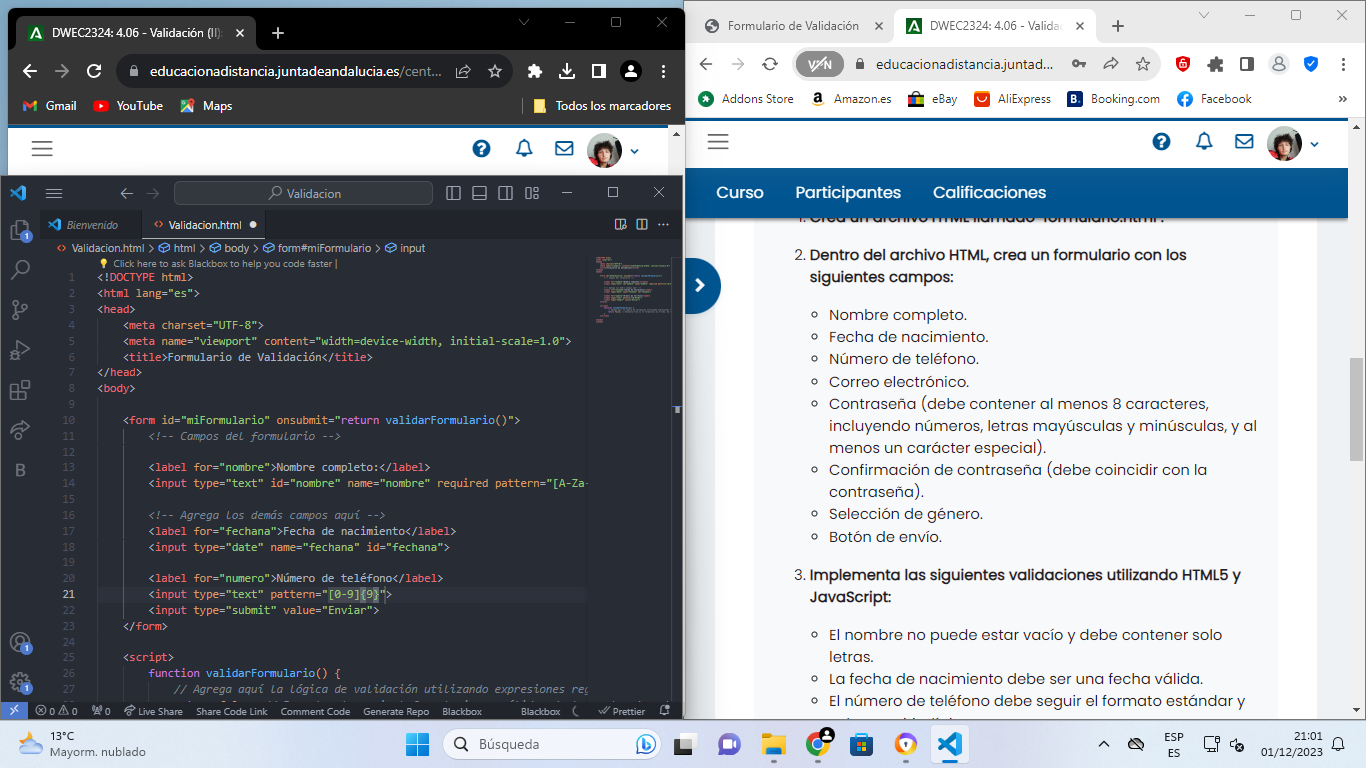 DWEC2324: 4.06 - Validación (II):
educacionadistancia.juntadeandalucia.es/cent...
Gmail YouTube Maps Todos los marcadores
Validacion
Bienvenido Validacion.html
Validacion.html > html > body > form#miFormulario > input
Click here to ask Blackbox to help you code faster |
1 <!DOCTYPE html>
2 <html lang="es">
3 <head>
4 <meta charset="UTF-8">
5 <meta name="viewport" content="width=device-width, initial-scale=1.0">
6 <title>Formulario de Validación</title>
7 </head>
8 <body>
9
10 <form id="miFormulario" onsubmit="return validarFormulario()">
11 <!-- Campos del formulario -->
12
13 <label for="nombre">Nombre completo:</label>
14 <input type="text" id="nombre" name="nombre" required pattern="[A-Za-
15
16 <!-- Agrega los demás campos aquí -->
17 <label for="fechana">Fecha de nacimiento</label>
18 <input type="date" name="fechana" id="fechana">
19
20 <label for="numero">Número de teléfono</label>
21 <input type="text" pattern="[0-9]{9}">
22 <input type="submit" value="Enviar">
23 </form>
24
25 <script>
26 function validarFormulario() {
27 // Agrega aquí la lógica de validación utilizando expresiones reg
1
1
1
B
0 0 0 Live Share Share Code Link Comment Code Generate Repo Blackbox Blackbox Prettier
Formulario de Validación DWEC2324: 4.06 - Valida
VPN educacionadistancia.juntad...
Addons Store Amazon.es eBay AliExpress Booking.com Facebook »
Curso Participantes Calificaciones
1. Crea un archivo HTML llamado "formulario.html".
2. Dentro del archivo HTML, crea un formulario con los
siguientes campos:
Nombre completo.
Fecha de nacimiento.
Número de teléfono.
Correo electrónico.
Contraseña (debe contener al menos 8 caracteres,
incluyendo números, letras mayúsculas y minúsculas, y al
menos un carácter especial).
Confirmación de contraseña (debe coincidir con la
contraseña).
Selección de género.
Botón de envío.
3. Implementa las siguientes validaciones utilizando HTML5 y
JavaScript:
El nombre no puede estar vacío y debe contener solo
letras.
La fecha de nacimiento debe ser una fecha válida.
El número de teléfono debe seguir el formato estándar y
13°C
Mayorm. nublado
Búsqueda
ESP
ES
21:01
01/12/2023